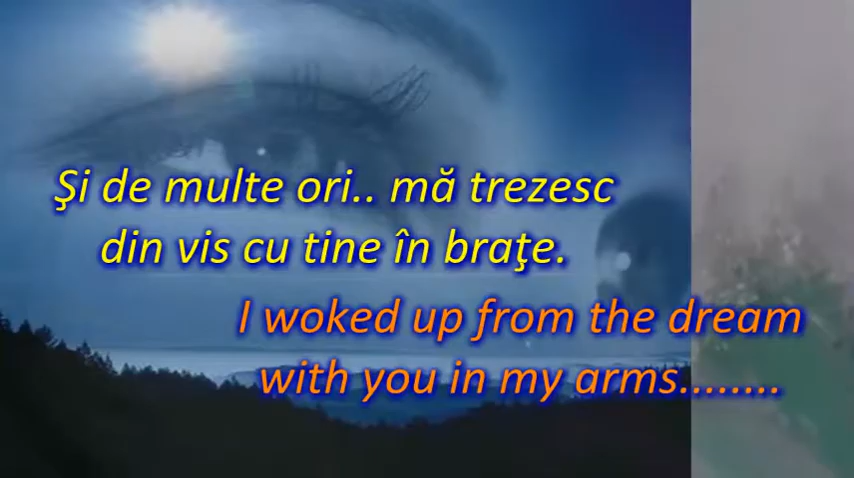 Şi de multe ori.. mă trezesc
din vis cu tine în braţe.
I woked up from the dream
with you in my arms........